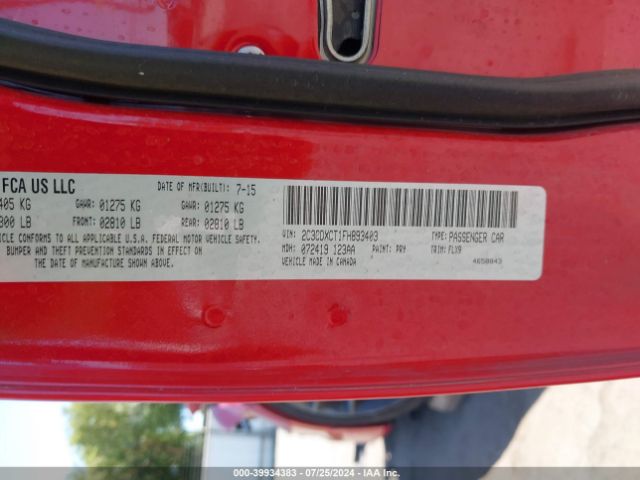 FCA US LLC
DATE OF MFR(BUILT): 7-15
405 KG GAWR: 01275 KG GAWR: 01275 KG
300 LB FRONT: 02810 LB REAR: 02810 LB
HICLE CONFORMS TO ALL APPLICABLE U.S.A. FEDERAL MOTOR VEHICLE SAFETY,
BUMPER AND THEFT PREVENTION STANDARDS IN EFFECT ON
THE DATE OF MANUFACTURE SHOWN ABOVE.
VIN: 2C3CDXCT1FH893403 TYPE: PASSENGER CAR
MDH: 072419 123AA PAINT: PRY TRIM: FLX9
VEHICLE MADE IN CANADA 4658843
000-39934383 - 07/25/2024 - IAA Inc.